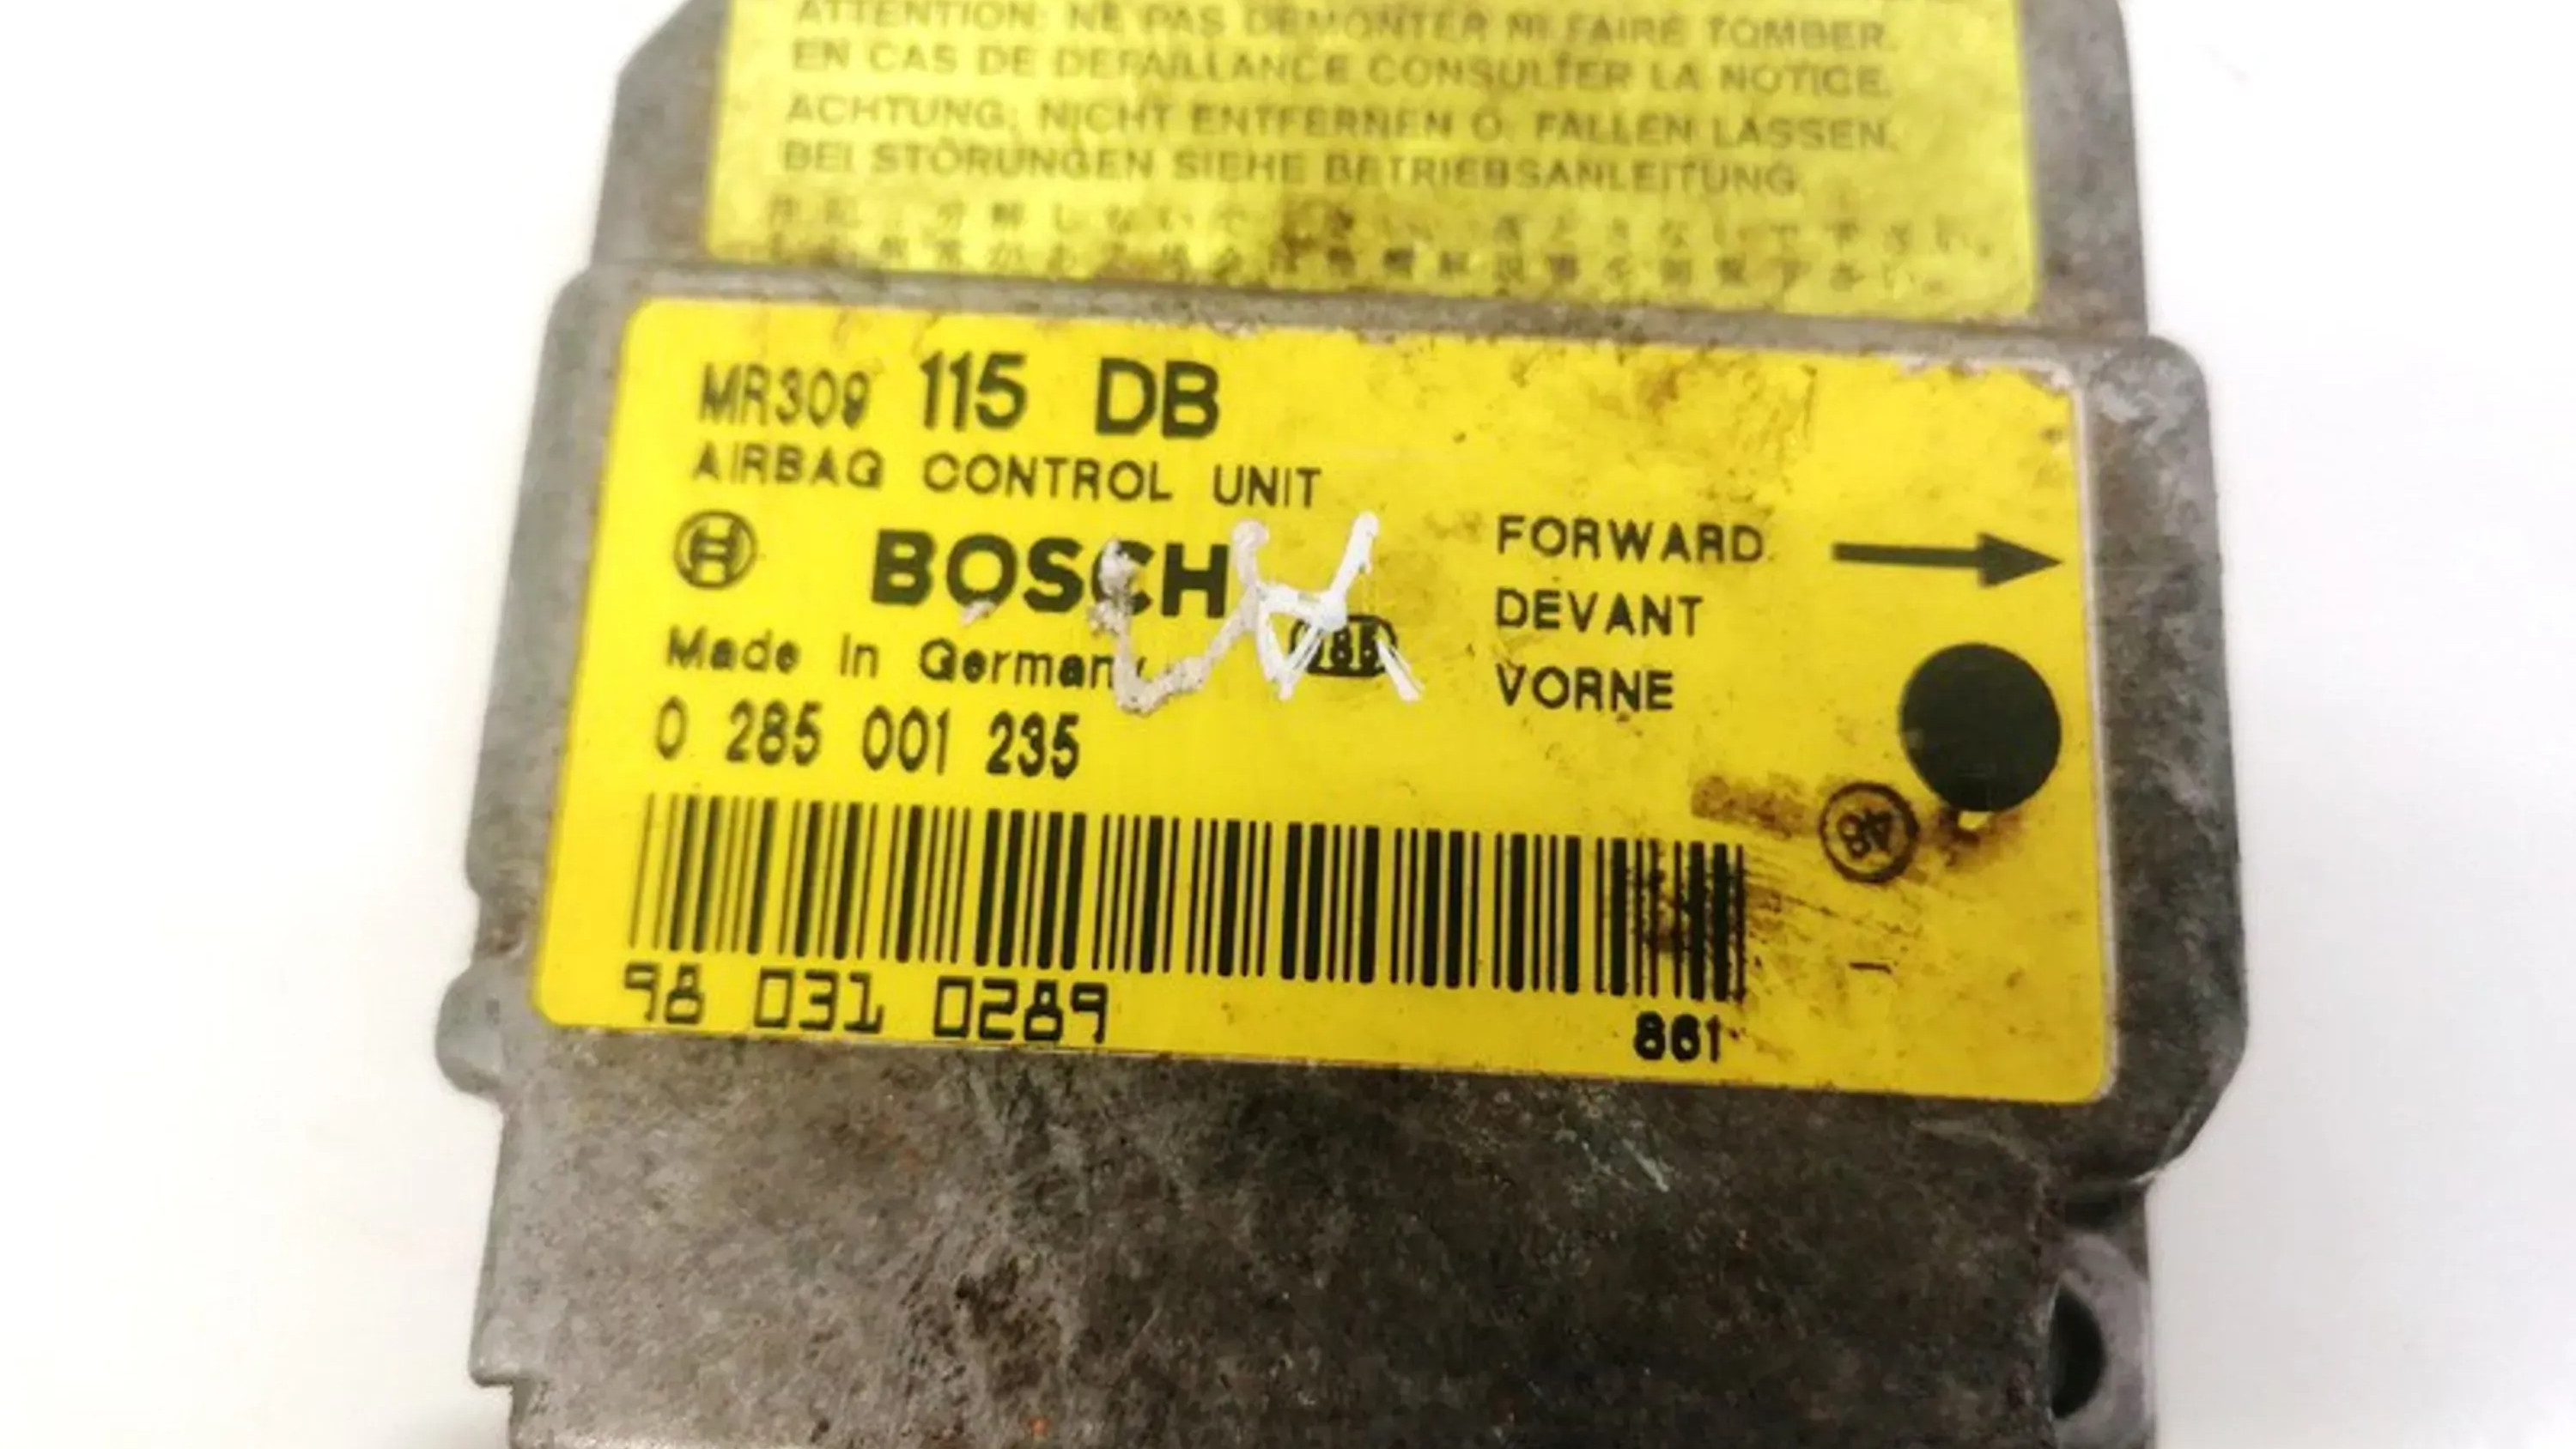 ATTENTION: NE PAS DEMONTER NI FAIRE TOMBER.
EN CAS DE DEFAILLANCE CONSULTER LA NOTICE.
ACHTUNG: NICHT ENTFERNEN O. FALLEN LASSEN.
BEI STÖRUNGEN SIEHE BETRIEBSANLEITUNG.
MR309 115 DB
AIRBAG CONTROL UNIT
BOSCH
FORWARD
DEVANT
VORNE
Made in Germany
0 285 001 235
98 031 0289
861